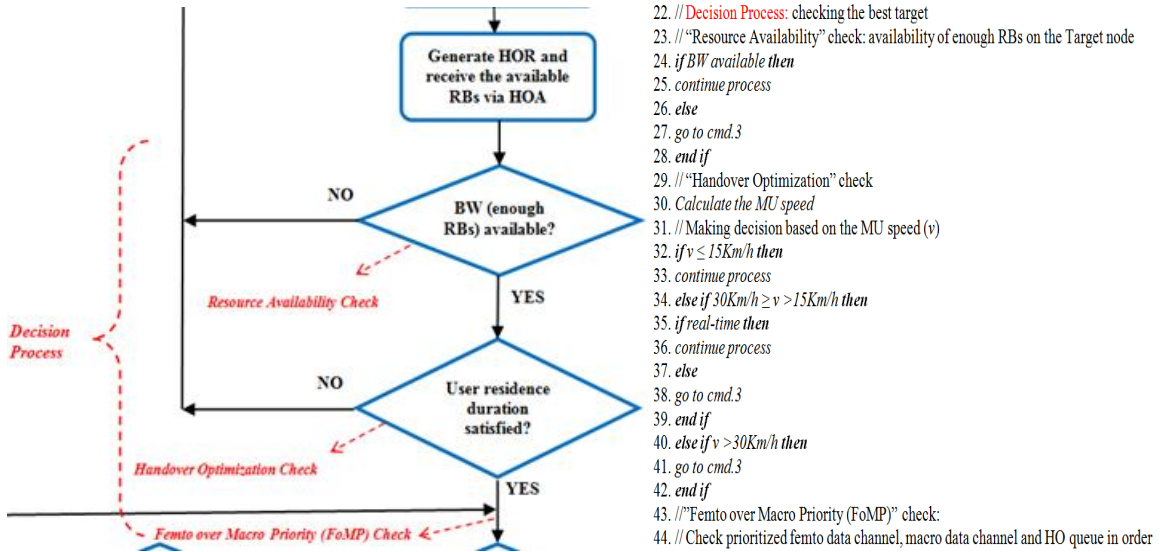 Generate HOR and
receive the available
RBs via HOA
NO
BW (enough
RBs) available?
YES
Resource Availability Check
Decision
Process
NO
User residence
duration
satisfied?
Handover Optimization Check
YES
Femto over Macro Priority (FoMP) Check
22. // Decision Process: checking the best target
23. // “Resource Availability” check: availability of enough RBs on the Target node
24. if BW available then
25. continue process
26. else
27. go to cmd.3
28. end if
29. // “Handover Optimization” check
30. Calculate the MU speed
31. // Making decision based on the MU speed (v)
32. if v ≤ 15Km/h then
33. continue process
34. else if 30Km/h ≥ v >15Km/h then
35. if real-time then
36. continue process
37. else
38. go to cmd.3
39. end if
40. else if v >30Km/h then
41. go to cmd.3
42. end if
43. //”Femto over Macro Priority (FoMP)” check:
44. // Check prioritized femto data channel, macro data channel and HO queue in order